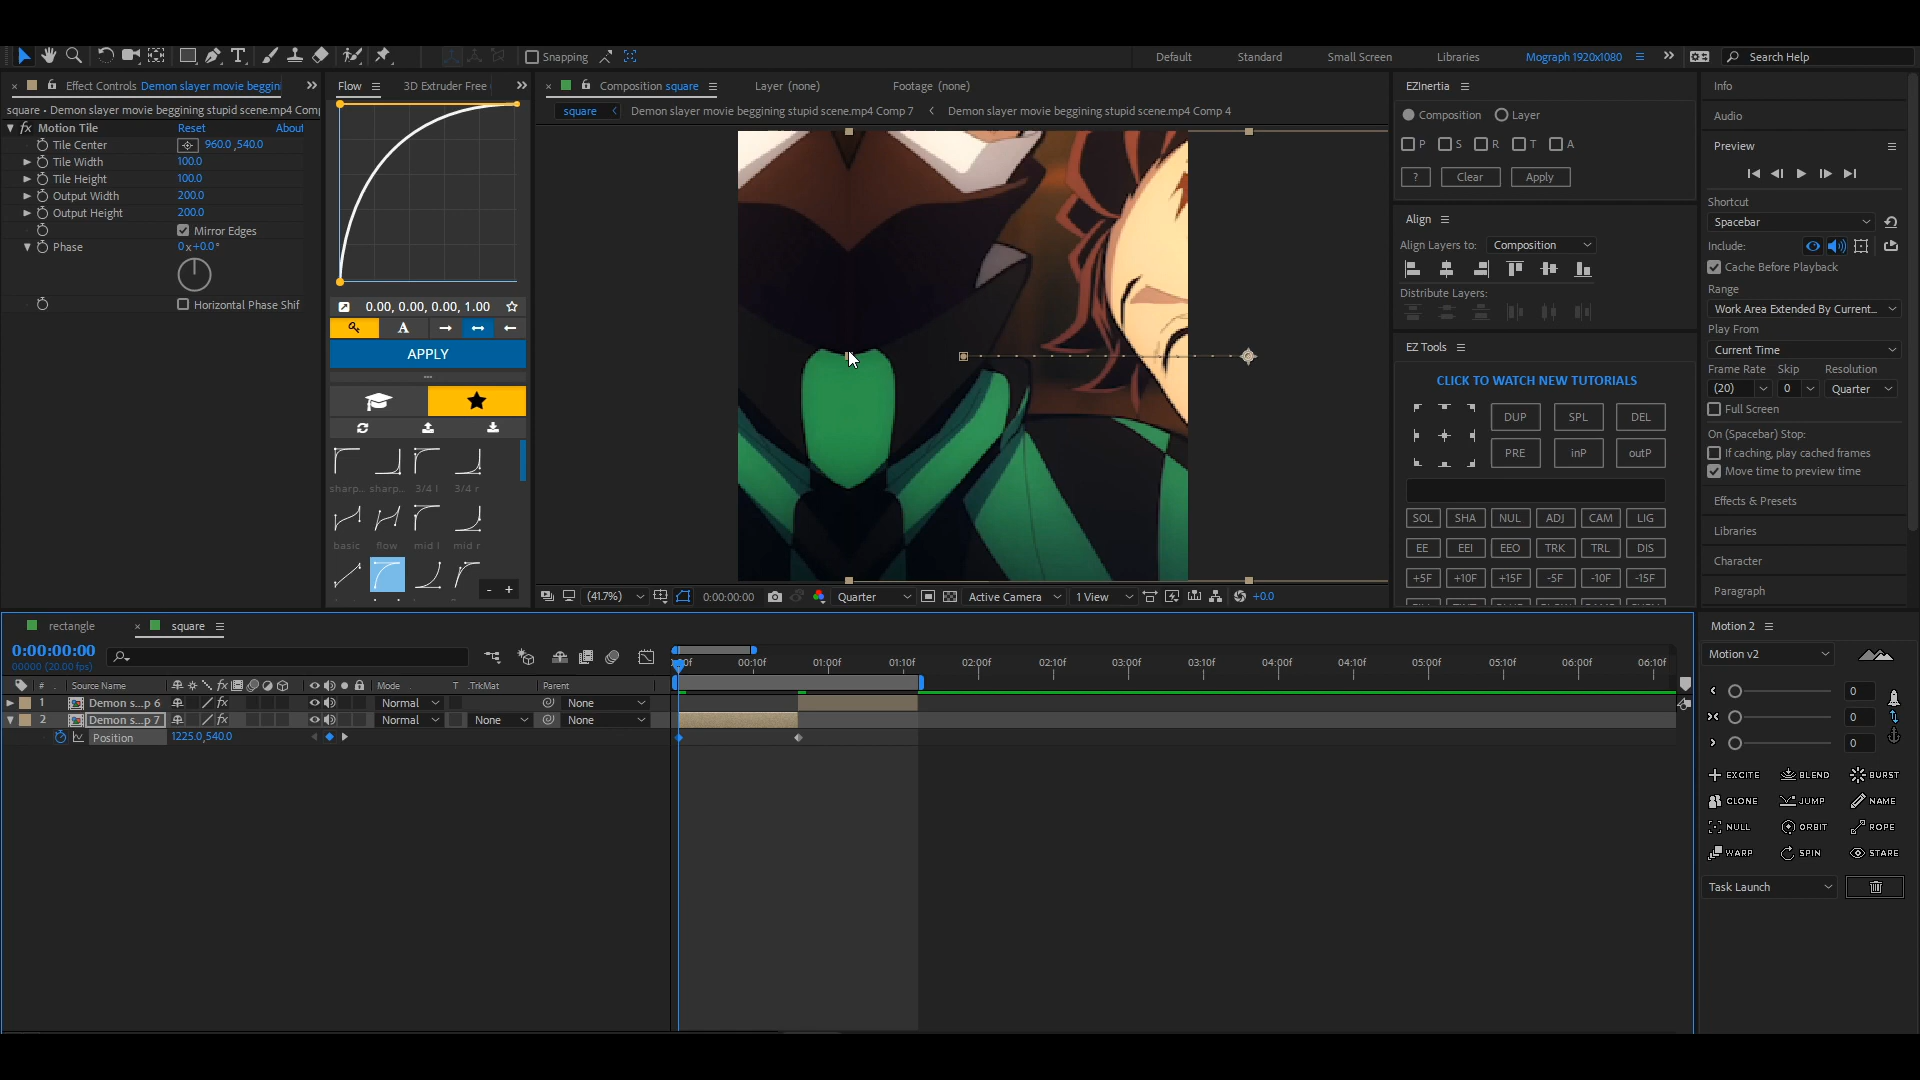 Snapping
Default
Standard
Small Screen
Libraries
Mograph 1920x1080
Search Help
Effect Controls Demon slayer movie beggini
Flow
3D Extruder Free
Composition square
Layer (none)
Footage (none)
EZInertia
Info
square • Demon slayer movie beggining stupid scene.mp4 Comp
square
Demon slayer movie beggining stupid scene.mp4 Comp 7
Demon slayer movie beggining stupid scene.mp4 Comp 4
Composition
Layer
Audio
Motion Tile
Reset
About
Tile Center
960.0 ,540.0
P
S
R
T
A
Preview
Tile Width
100.0
Tile Height
100.0
?
Clear
Apply
Output Width
200.0
Shortcut
Output Height
200.0
Align
Spacebar
Mirror Edges
Align Layers to:
Composition
Include:
Phase
0x+0.0°
Cache Before Playback
Distribute Layers:
Range
Horizontal Phase Shif
0.00, 0.00, 0.00, 1.00
Work Area Extended By Current...
A
Play From
APPLY
EZ Tools
Current Time
Frame Rate
Skip
Resolution
CLICK TO WATCH NEW TUTORIALS
(20)
0
Quarter
DUP
SPL
DEL
Full Screen
On (Spacebar) Stop:
PRE
inP
outP
If caching, play cached frames
Move time to preview time
sharp...
sharp...
3/4 l
3/4 r
Effects & Presets
SOL
SHA
NUL
ADJ
CAM
LIG
Libraries
basic
flow
mid l
mid r
EE
EEI
EEO
TRK
TRL
DIS
Character
+5F
+10F
+15F
-5F
-10F
-15F
Paragraph
-
+
(41.7%)
0:00:00:00
Quarter
Active Camera
1 View
+0.0
rectangle
square
Motion 2
0:00:00:00
00000 (20.00 fps)
Motion v2
00:10f
01:00f
01:10f
02:00f
02:10f
03:00f
03:10f
04:00f
04:10f
05:00f
05:10f
06:00f
06:10f
#
Source Name
Mode
T
.TrkMat
Parent
0
1
Demon s...p 6
Normal
None
2
Demon s...p 7
Normal
None
None
0
Position
1225.0,540.0
0
EXCITE
BLEND
BURST
CLONE
JUMP
NAME
NULL
ORBIT
ROPE
WARP
SPIN
STARE
Task Launch